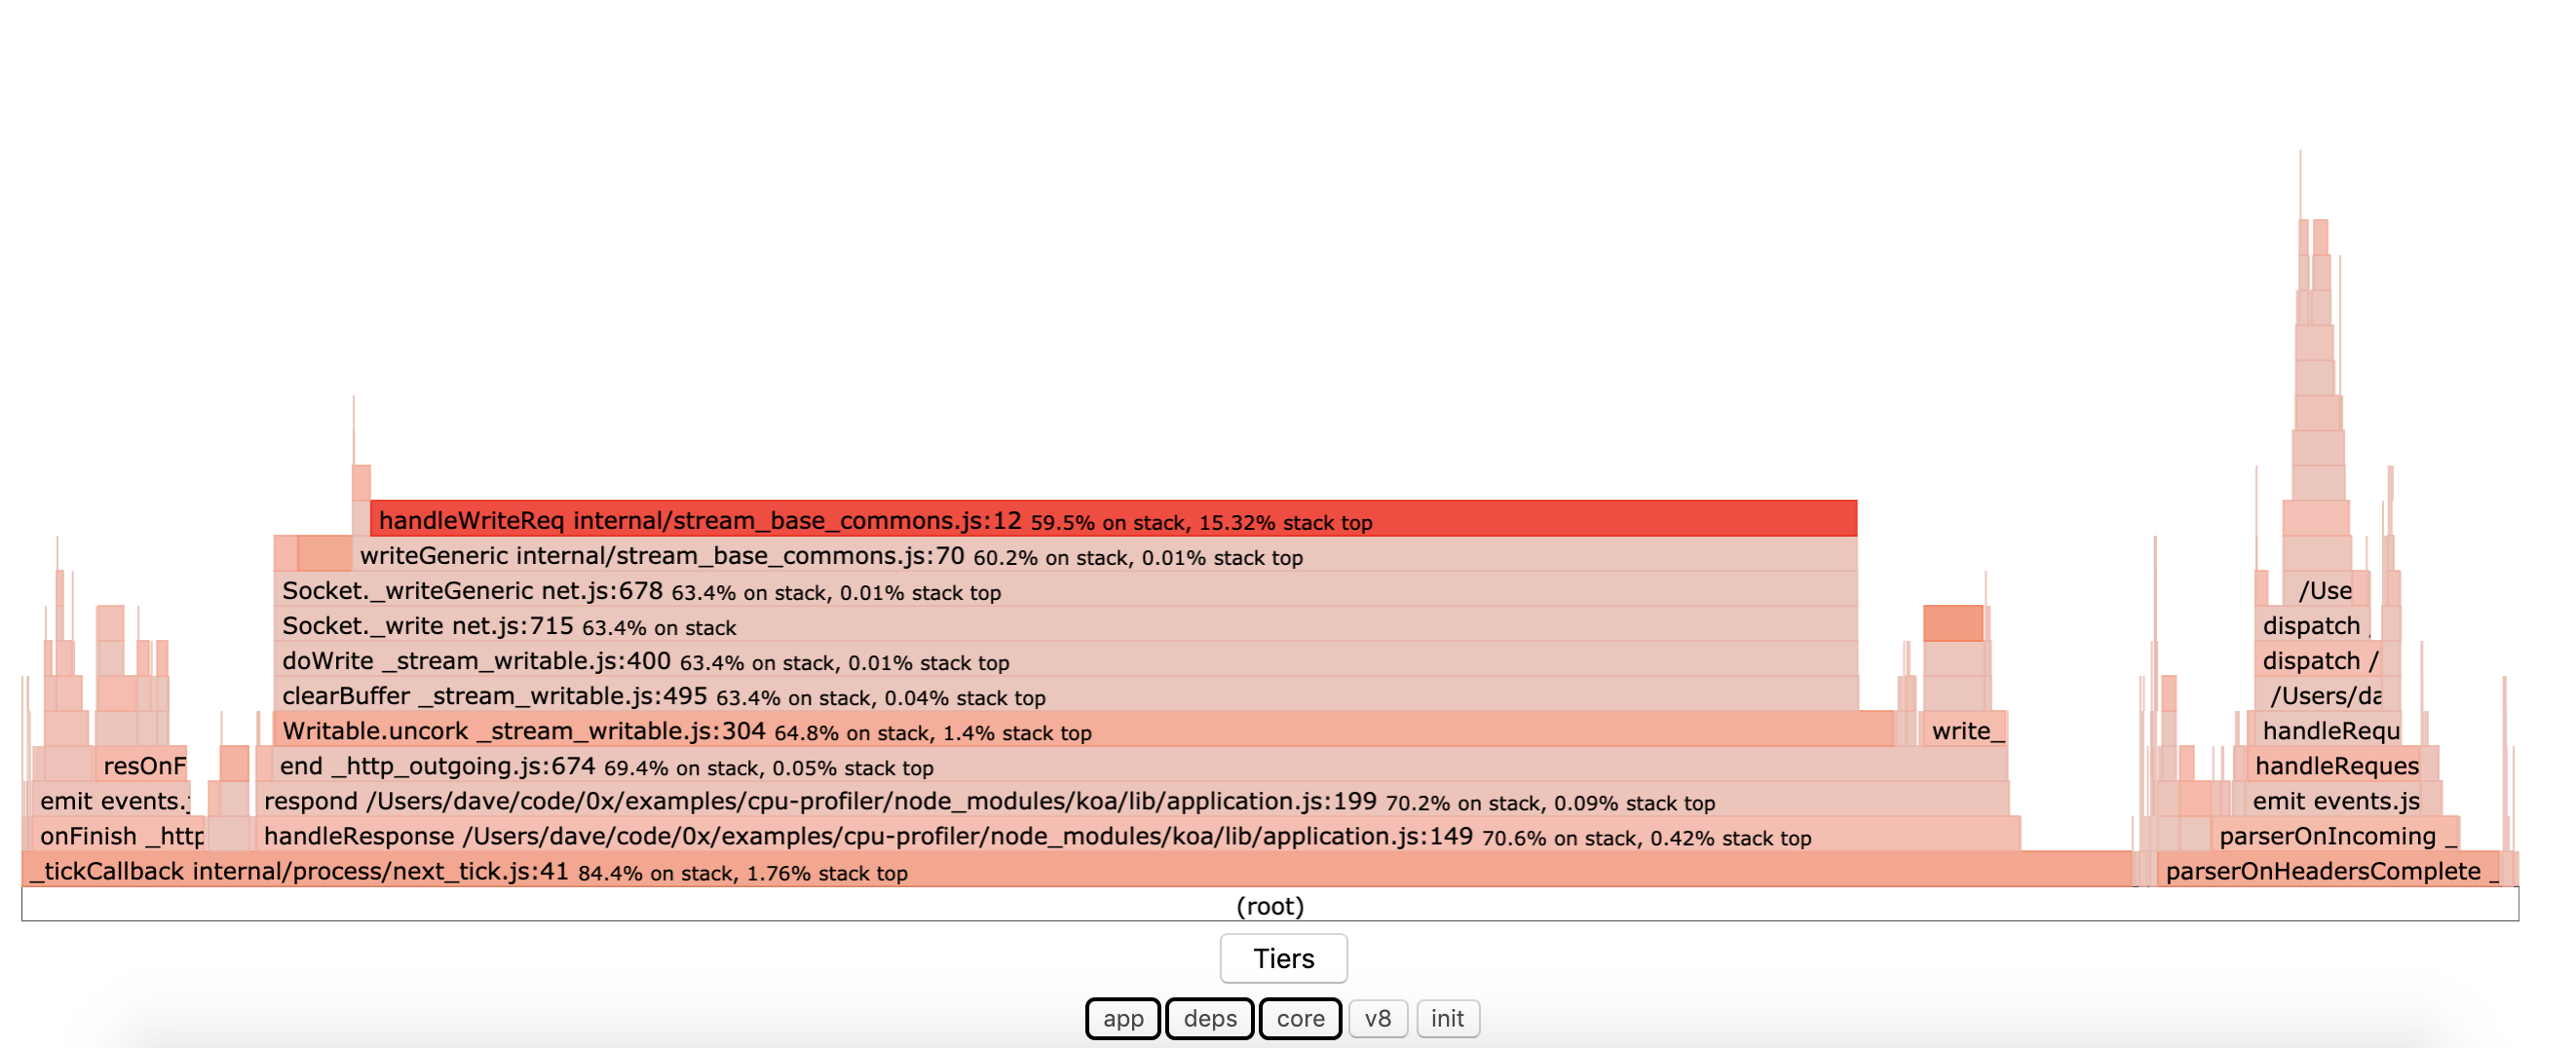 handleWriteReq internal/stream_base_commons.js:12 59.5% on stack, 15.32% stack top
writeGeneric internal/stream_base_commons.js:70 60.2% on stack, 0.01% stack top
Socket._writeGeneric net.js:678 63.4% on stack, 0.01% stack top
/Use
Socket._write net.js:715 63.4% on stack
dispatch
doWrite _stream_writable.js:400 63.4% on stack, 0.01% stack top
dispatch /
clearBuffer _stream_writable.js:495 63.4% on stack, 0.04% stack top
/Users/da
Writable.uncork _stream_writable.js:304 64.8% on stack, 1.4% stack top
write_
handleRequ
resOnF
end _http_outgoing.js:674 69.4% on stack, 0.05% stack top
handleReques
emit events.j
respond /Users/dave/code/0x/examples/cpu-profiler/node_modules/koa/lib/application.js:199 70.2% on stack, 0.09% stack top
emit events.js
onFinish _http
handleResponse /Users/dave/code/0x/examples/cpu-profiler/node_modules/koa/lib/application.js:149 70.6% on stack, 0.42% stack top
parserOnIncoming _
_tickCallback internal/process/next_tick.js:41 84.4% on stack, 1.76% stack top
parserOnHeadersComplete _
(root)
Tiers
app
deps
core
v8
init